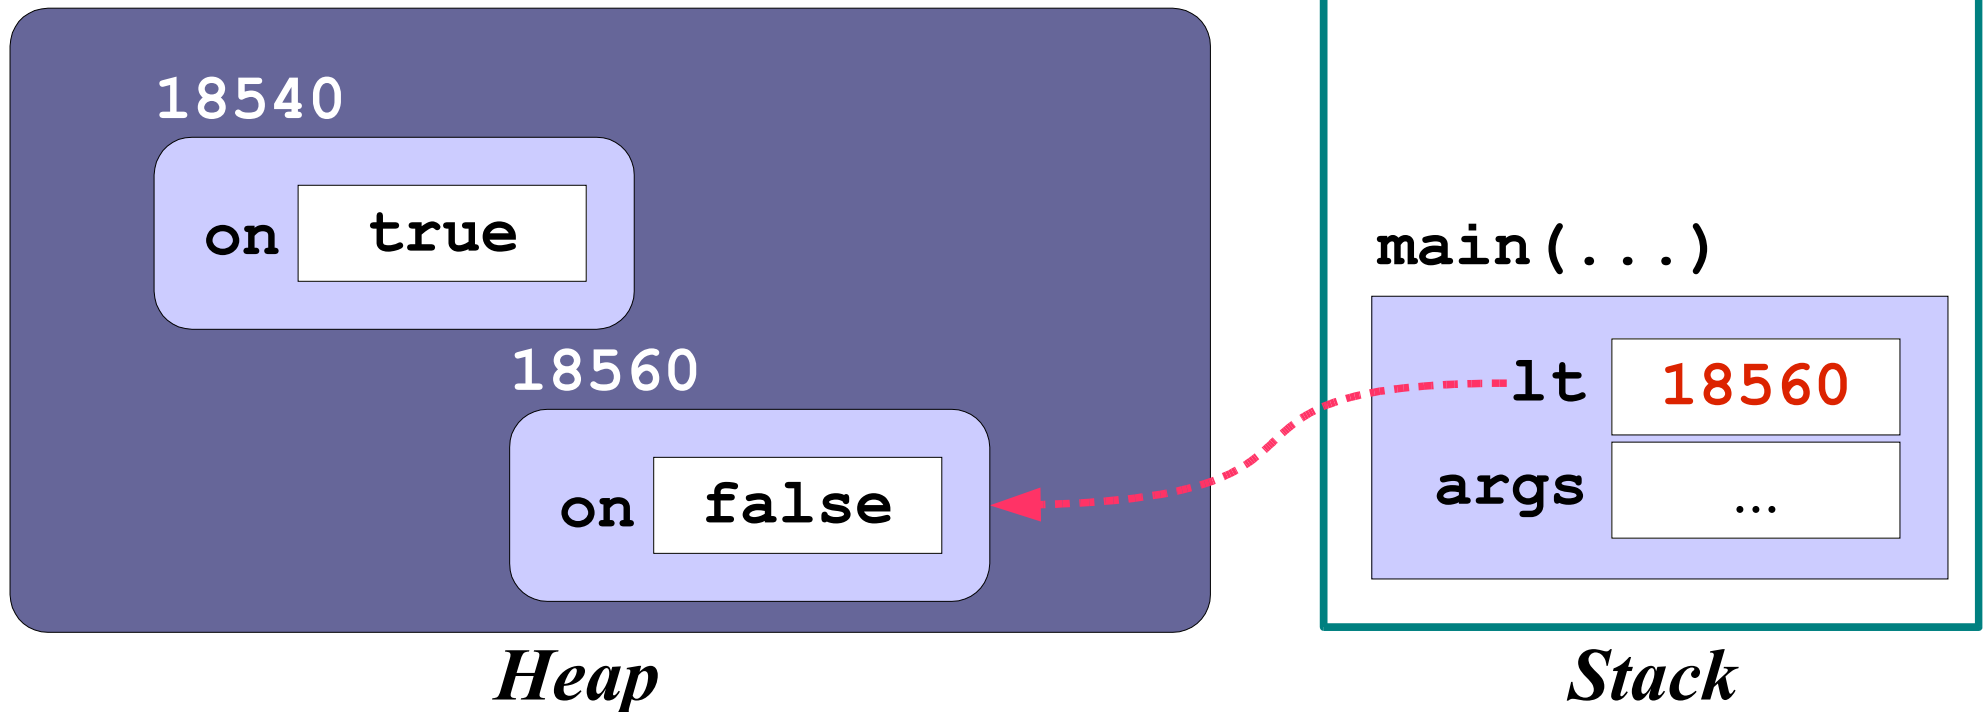 18540
on true
18560
on false
Heap
main(...)
lt 18560
args ...
Stack